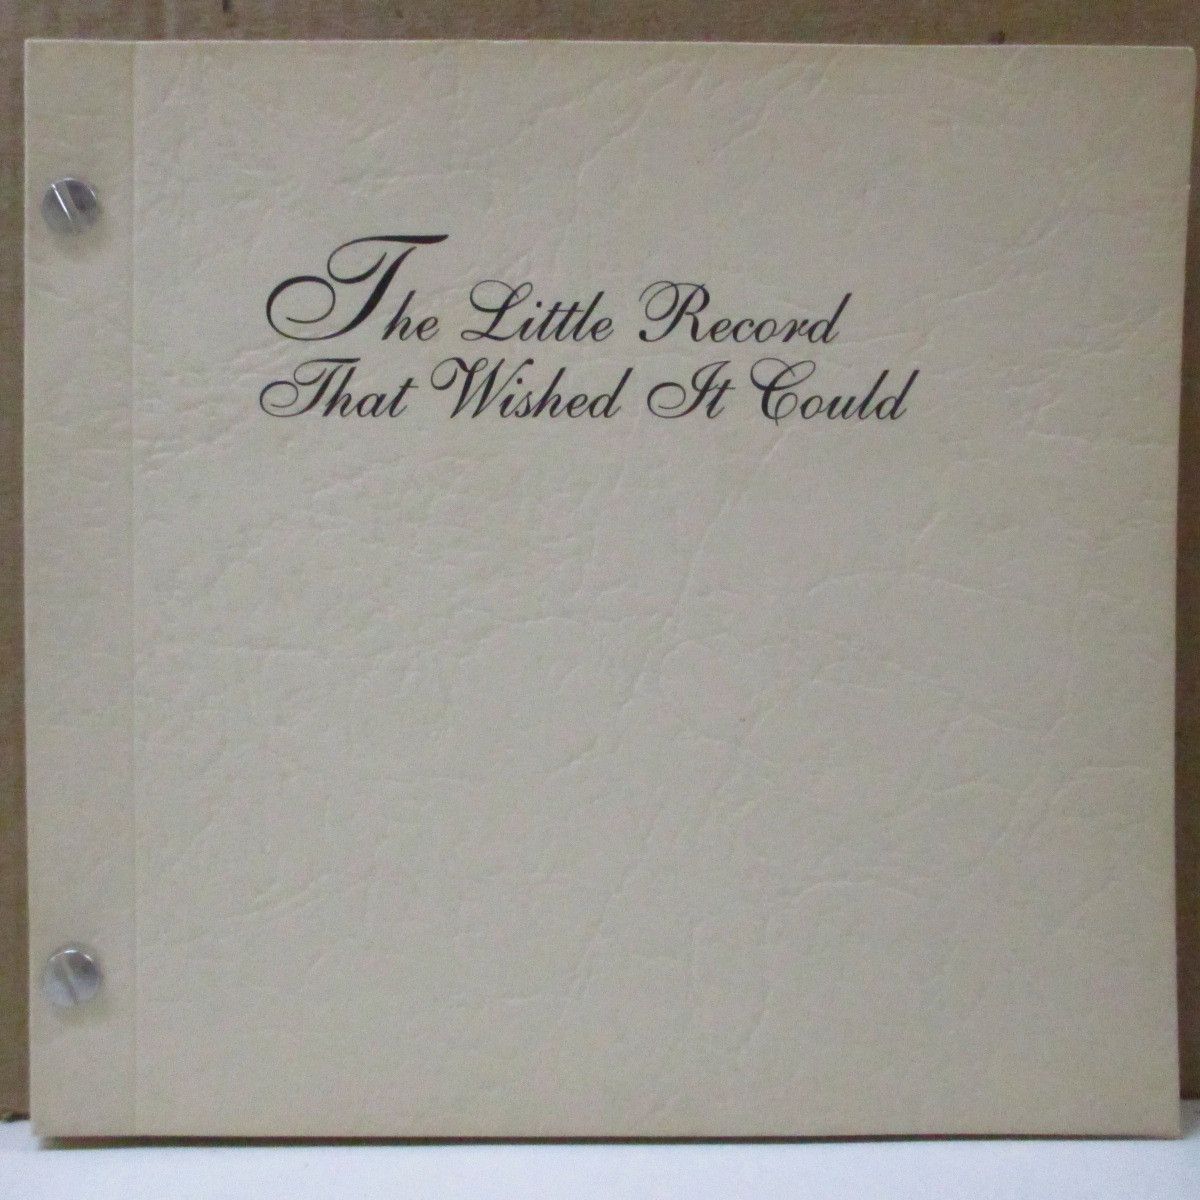 The Little Record
That Wished It Could